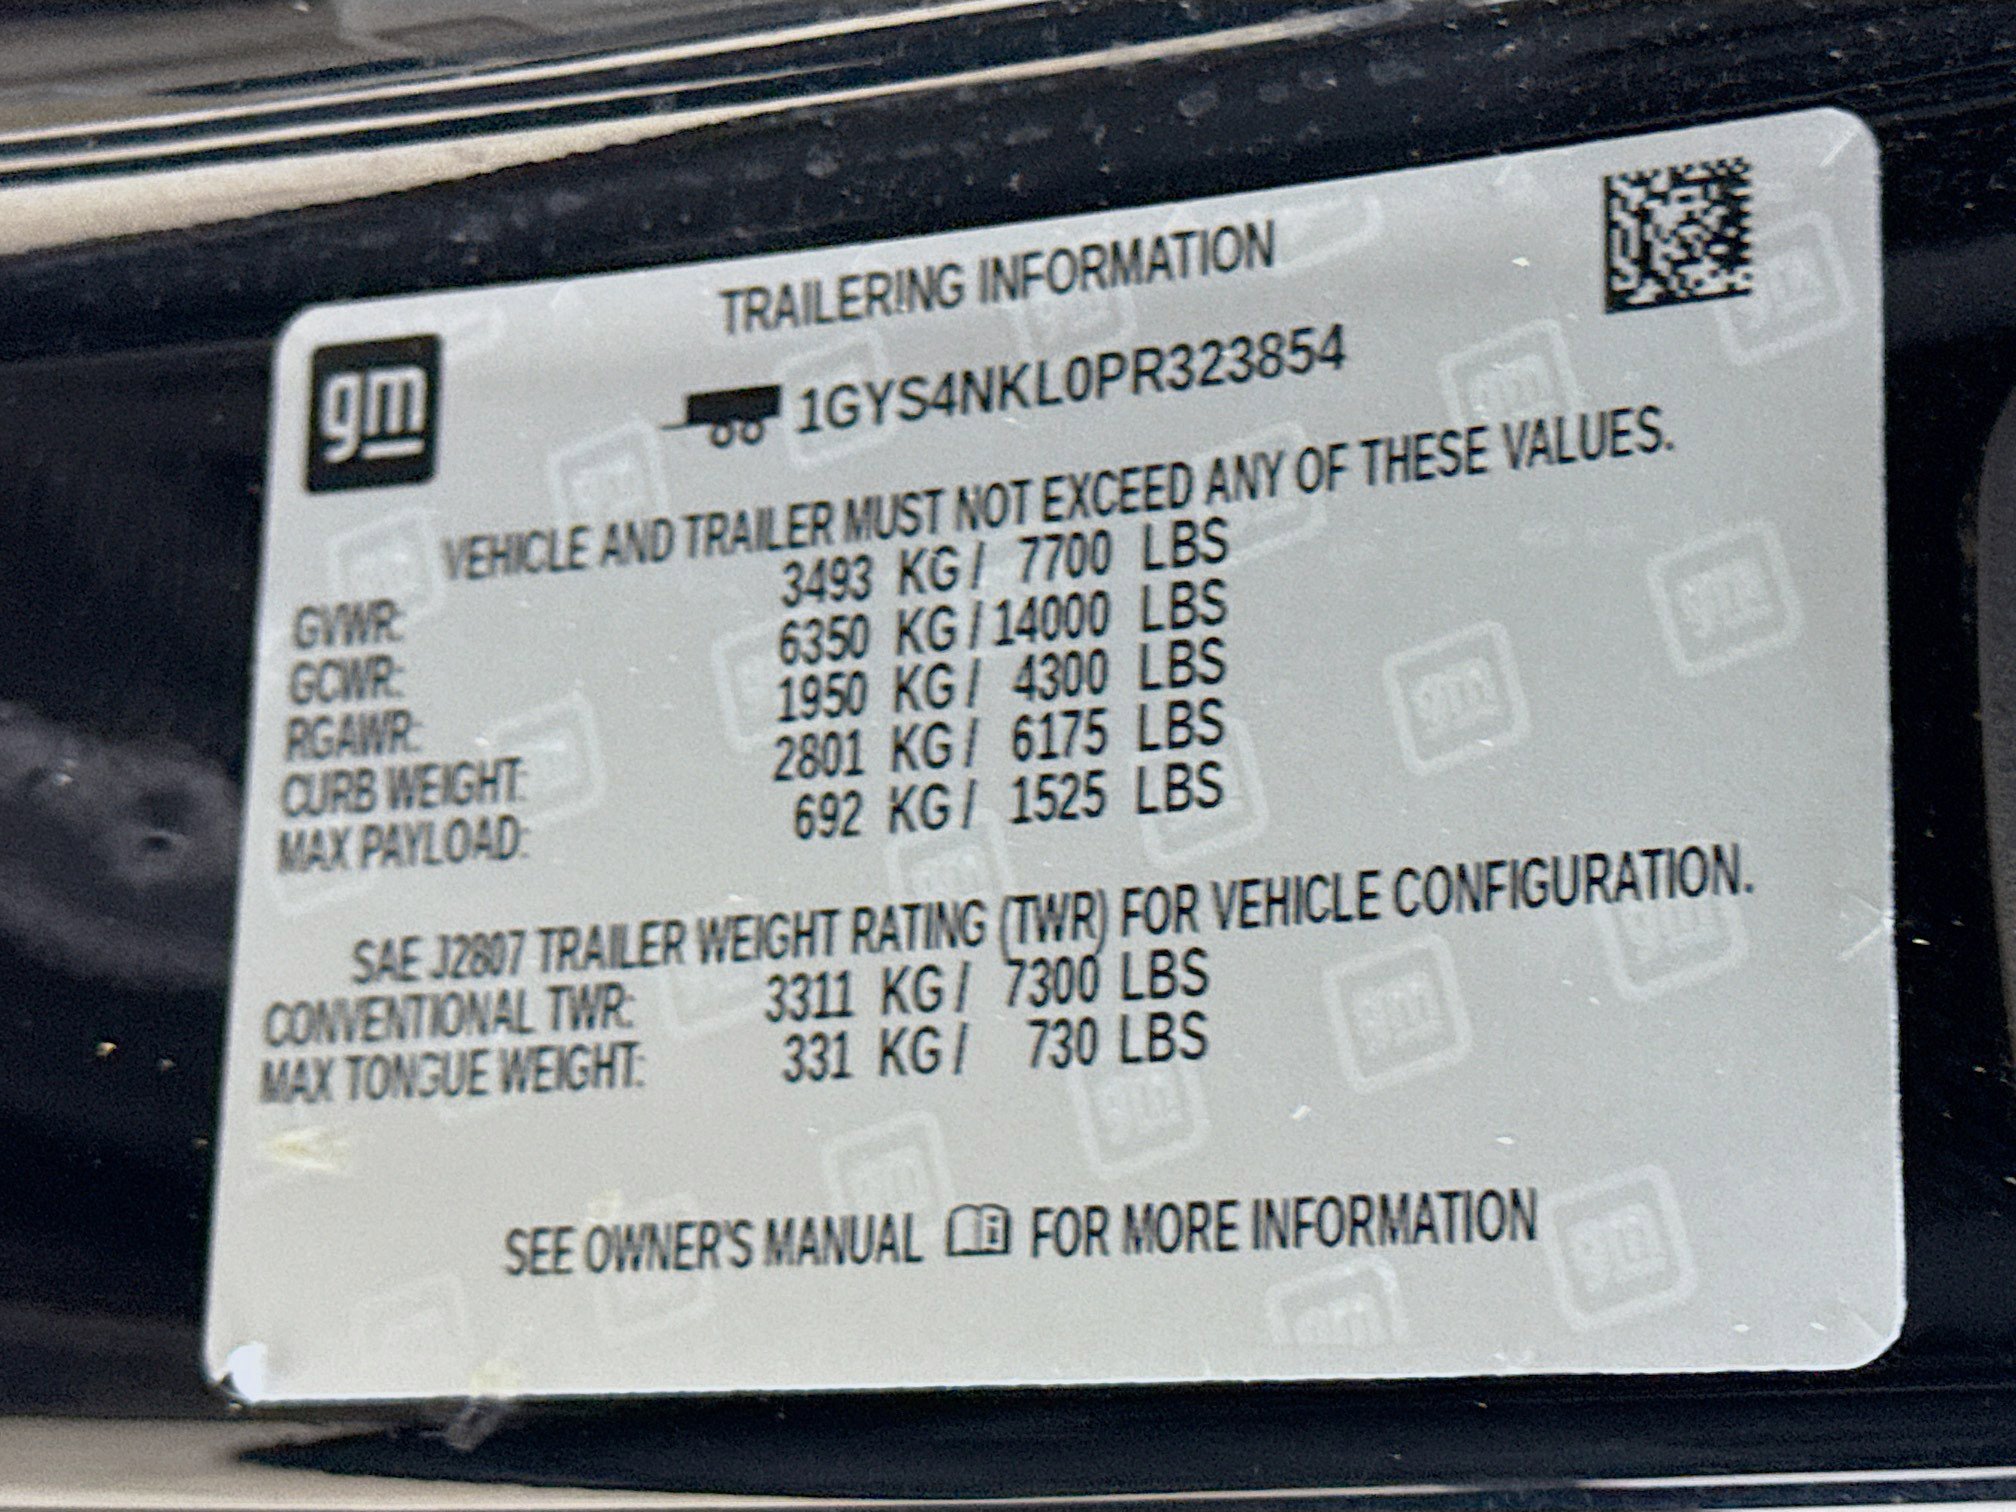 TRAILERING INFORMATION
gm
1GYS4NKL0PR323854
VEHICLE AND TRAILER MUST NOT EXCEED ANY OF THESE VALUES.
GVWR: 3493 KG / 7700 LBS
GCWR: 6350 KG / 14000 LBS
RGAWR: 1950 KG / 4300 LBS
CURB WEIGHT: 2801 KG / 6175 LBS
MAX PAYLOAD: 692 KG / 1525 LBS
SAE J2807 TRAILER WEIGHT RATING (TWR) FOR VEHICLE CONFIGURATION.
CONVENTIONAL TWR: 3311 KG / 7300 LBS
MAX TONGUE WEIGHT: 331 KG / 730 LBS
SEE OWNER'S MANUAL FOR MORE INFORMATION